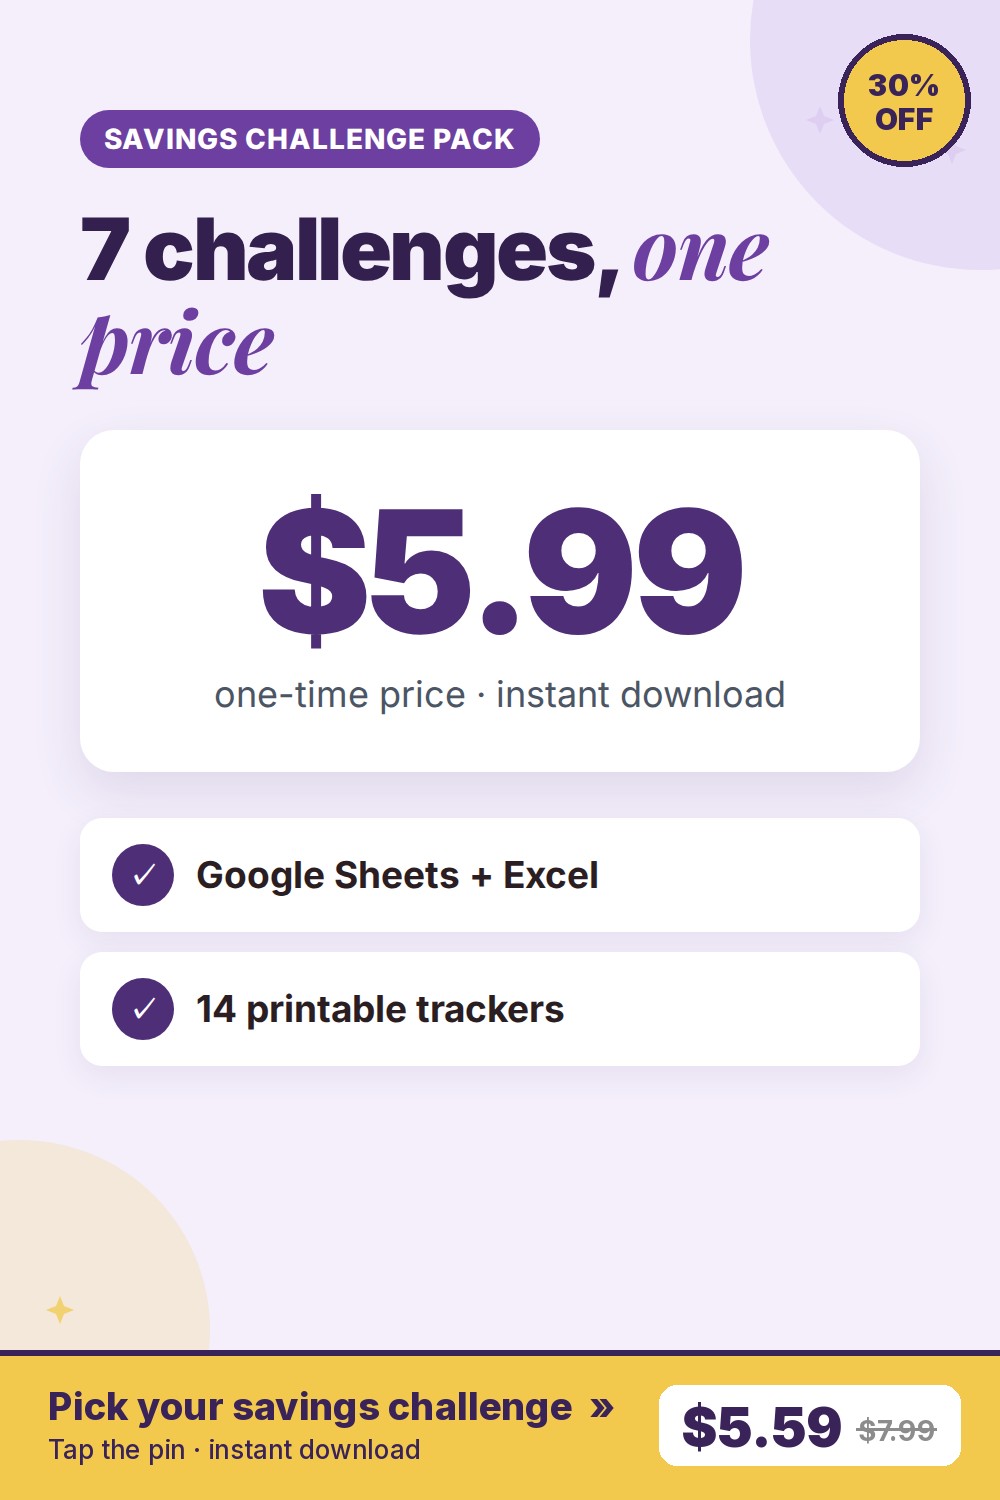 30%
OFF
SAVINGS CHALLENGE PACK
7 challenges, one
price
$5.99
one-time price · instant download
✓ Google Sheets + Excel
✓ 14 printable trackers
Pick your savings challenge »
Tap the pin · instant download
$5.59 $7.99